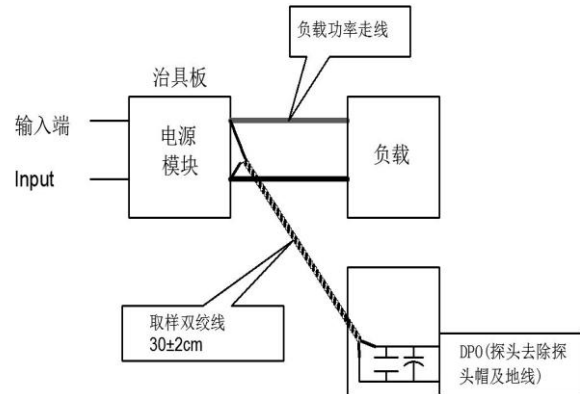 负载功率走线
治具板
输入端
电源
模块
负载
Input
取样双绞线
30±2cm
DPO(探头去除探
头帽及地线)